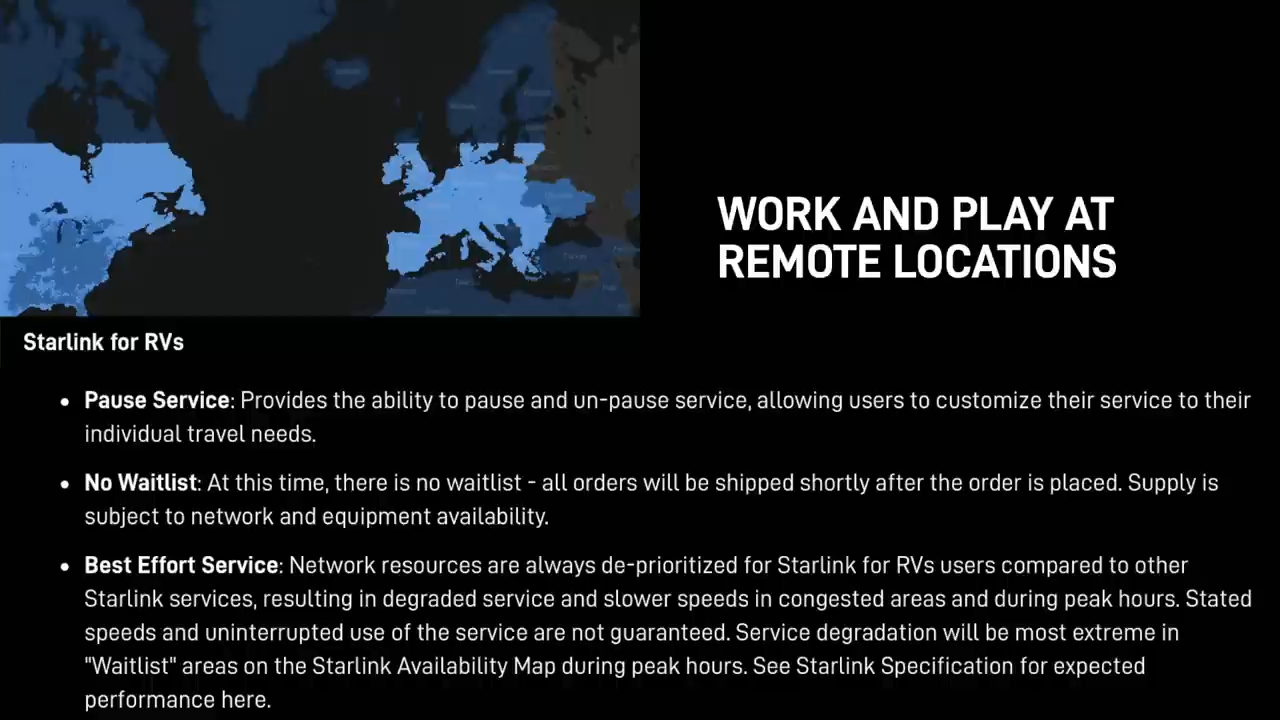 WORK AND PLAY AT
REMOTE LOCATIONS
Starlink for RVs
• Pause Service: Provides the ability to pause and un-pause service, allowing users to customize their service to their
individual travel needs.
• No Waitlist: At this time, there is no waitlist - all orders will be shipped shortly after the order is placed. Supply is
subject to network and equipment availability.
• Best Effort Service: Network resources are always de-prioritized for Starlink for RVs users compared to other
Starlink services, resulting in degraded service and slower speeds in congested areas and during peak hours. Stated
speeds and uninterrupted use of the service are not guaranteed. Service degradation will be most extreme in
"Waitlist" areas on the Starlink Availability Map during peak hours. See Starlink Specification for expected
performance here.